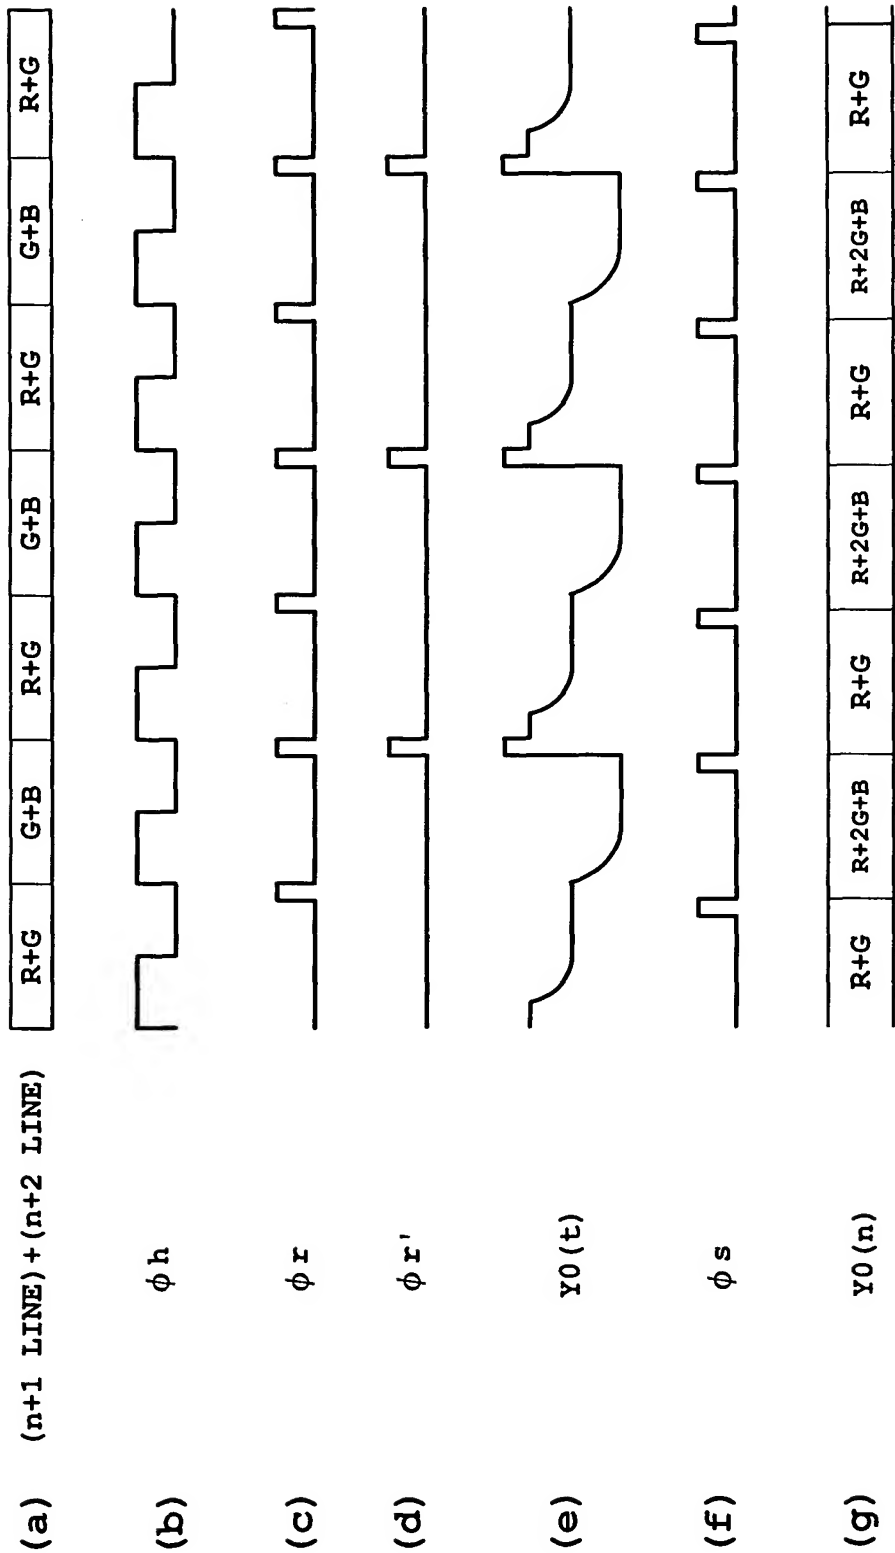 (a) (n+1 LINE)+(n+2 LINE) R+G G+B R+G G+B R+G G+B R+G
(b) ϕh
(c) ϕr
(d) ϕr'
(e) Y0(t)
(f) ϕs
(g) Y0(n) R+G R+2G+B R+G R+2G+B R+G R+2G+B R+G